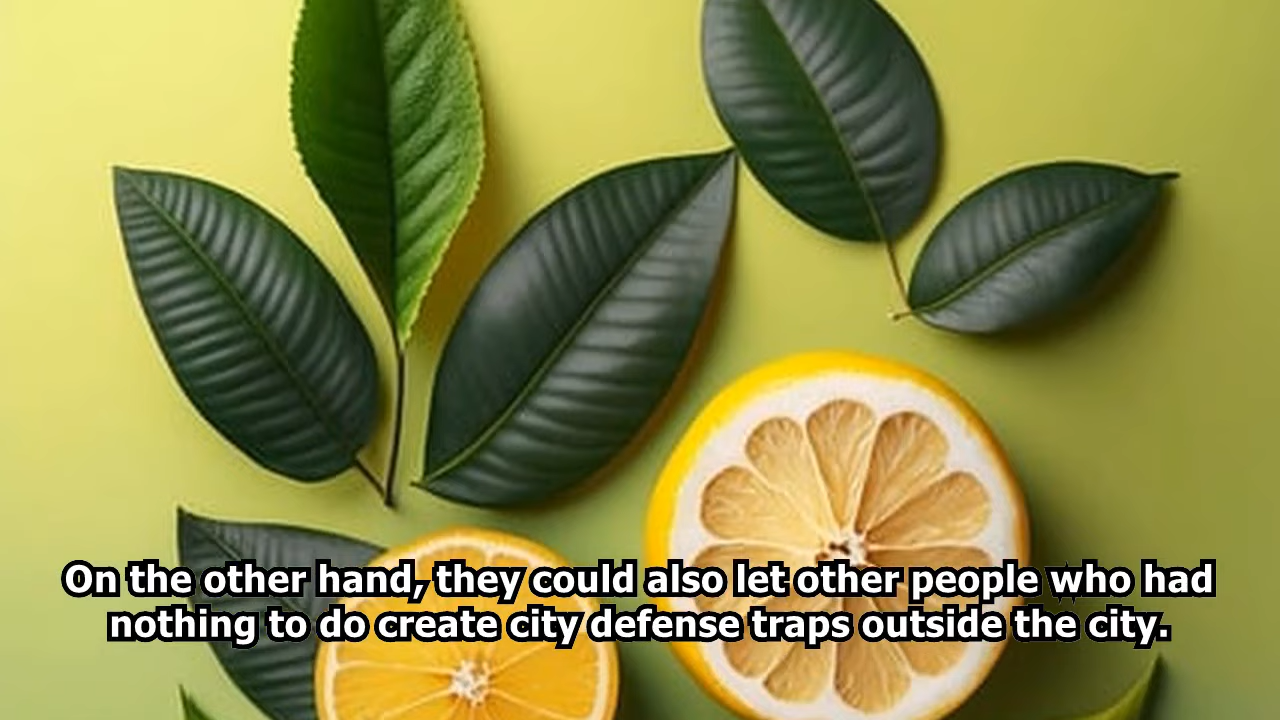 On the other hand, they could also let other people who had
nothing to do create city defense traps outside the city.